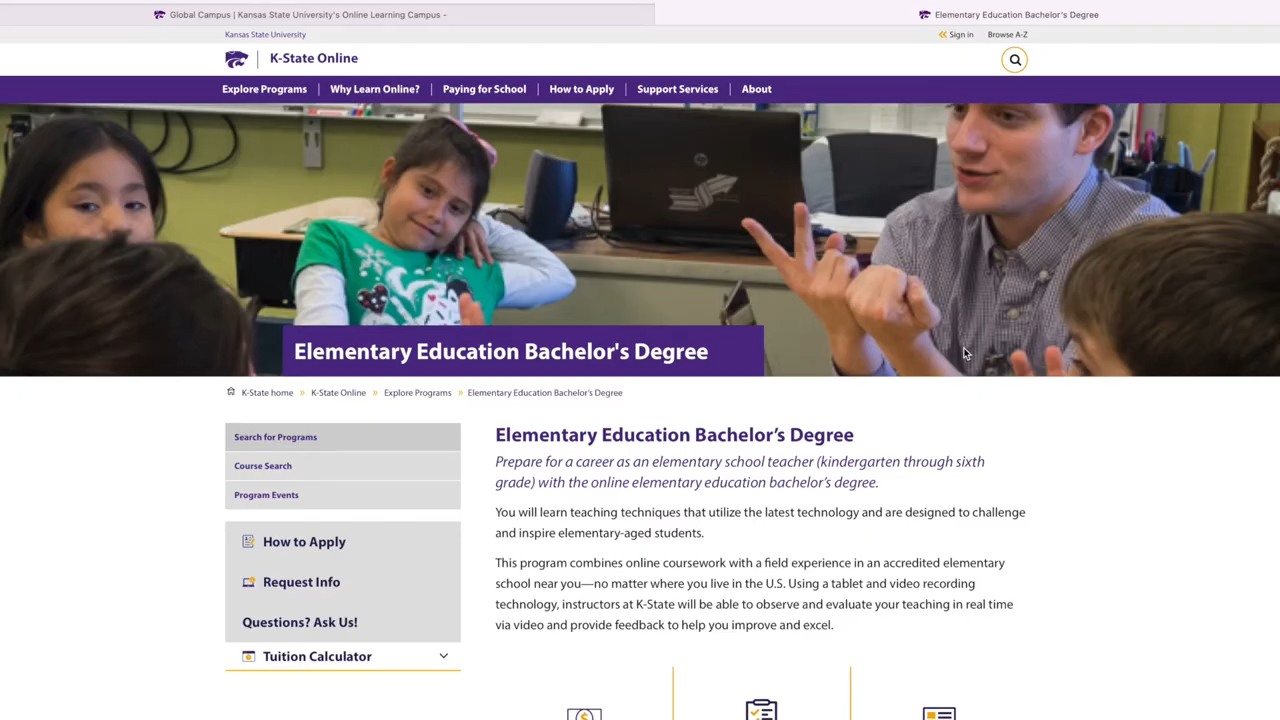 Global Campus | Kansas State University's Online Learning Campus -
Elementary Education Bachelor's Degree
Kansas State University
Sign in
Browse A-Z
K-State Online
Explore Programs
Why Learn Online?
Paying for School
How to Apply
Support Services
About
Elementary Education Bachelor's Degree
K-State home » K-State Online » Explore Programs » Elementary Education Bachelor's Degree
Search for Programs
Course Search
Program Events
How to Apply
Request Info
Questions? Ask Us!
Tuition Calculator
Elementary Education Bachelor’s Degree
Prepare for a career as an elementary school teacher (kindergarten through sixth
grade) with the online elementary education bachelor’s degree.
You will learn teaching techniques that utilize the latest technology and are designed to challenge
and inspire elementary-aged students.
This program combines online coursework with a field experience in an accredited elementary
school near you—no matter where you live in the U.S. Using a tablet and video recording
technology, instructors at K-State will be able to observe and evaluate your teaching in real time
via video and provide feedback to help you improve and excel.